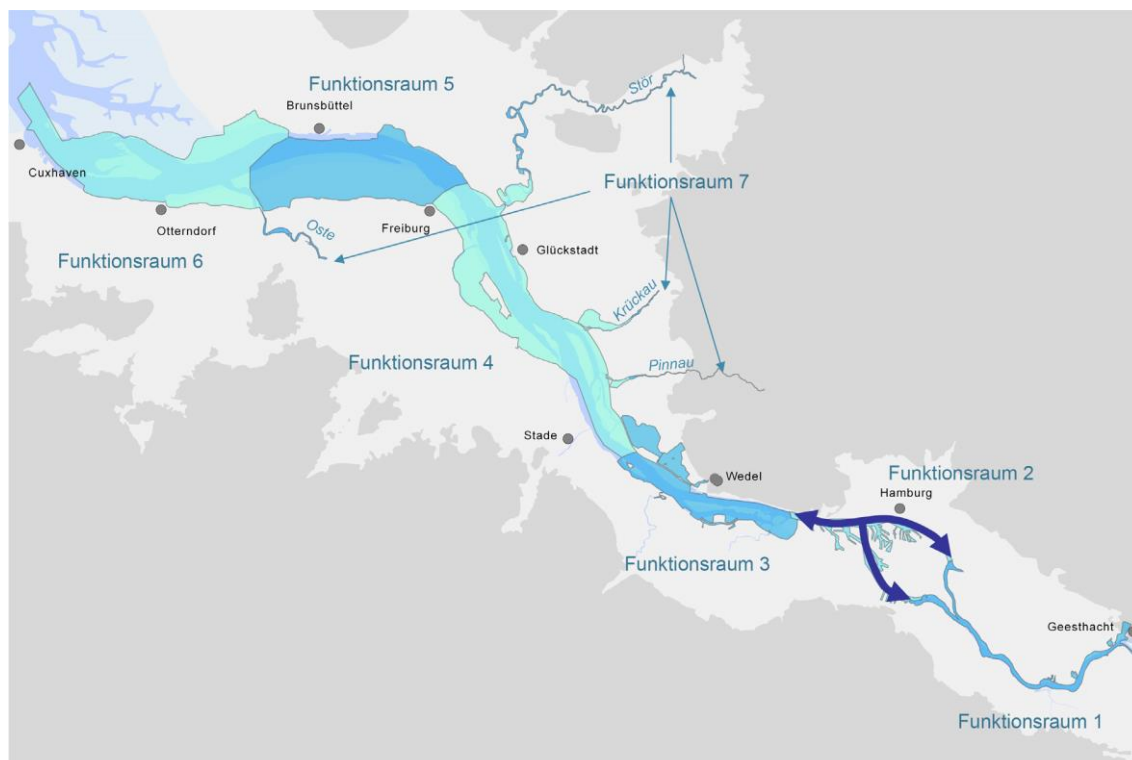 Funktionsraum 5
Brunsbüttel
Stör
Cuxhaven
Funktionsraum 7
Otterndorf
Oste
Freiburg
Glückstadt
Funktionsraum 6
Krückau
Funktionsraum 4
Pinnau
Stade
Wedel
Funktionsraum 2
Hamburg
Funktionsraum 3
Geesthacht
Funktionsraum 1